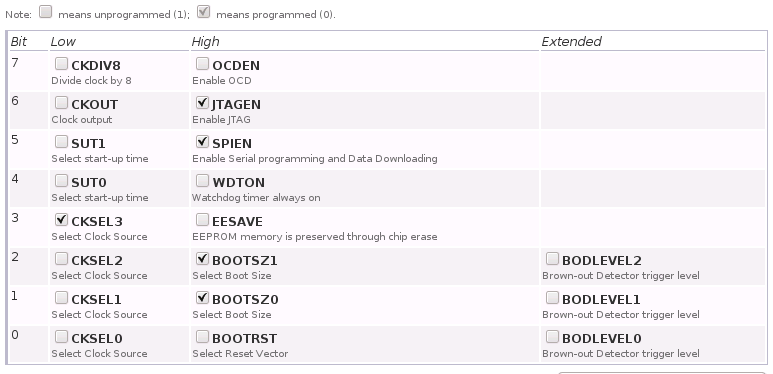 Note: means unprogrammed (1); means programmed (0).
Bit Low High Extended
7 CKDIV8 OCDEN
Divide clock by 8 Enable OCD
6 CKOUT JTAGEN
Clock output Enable JTAG
5 SUT1 SPIEN
Select start-up time Enable Serial programming and Data Downloading
4 SUT0 WDTON
Select start-up time Watchdog timer always on
3 CKSEL3 EESAVE
Select Clock Source EEPROM memory is preserved through chip erase
2 CKSEL2 BOOTSZ1 BODLEVEL2
Select Clock Source Select Boot Size Brown-out Detector trigger level
1 CKSEL1 BOOTSZ0 BODLEVEL1
Select Clock Source Select Boot Size Brown-out Detector trigger level
0 CKSEL0 BOOTRST BODLEVEL0
Select Clock Source Select Reset Vector Brown-out Detector trigger level